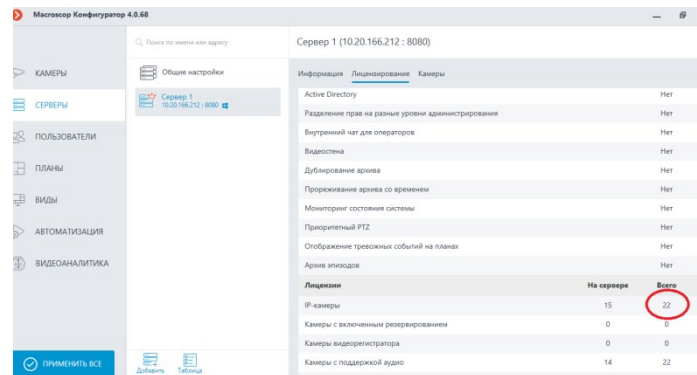 Macroscop Конфигуратор 4.0.68
Поиск по имени или адресу
Сервер 1 (10.20.166.212 : 8080)
КАМЕРЫ
СЕРВЕРЫ
ПОЛЬЗОВАТЕЛИ
ПЛАНЫ
ВИДЫ
АВТОМАТИЗАЦИЯ
ВИДЕОАНАЛИТИКА
ПРИМЕНИТЬ ВСЕ
Общие настройки
Сервер 1
10.20.166.212 : 8080
Добавить Таблица
Информация Лицензирование Камеры
Active Directory Нет
Разделение прав на разные уровни администрирования Нет
Внутренний чат для операторов Нет
Видеостена Нет
Дублирование архива Нет
Прореживание архива со временем Нет
Мониторинг состояния системы Нет
Приоритетный PTZ Нет
Отображение тревожных событий на планах Нет
Архив эпизодов Нет
Лицензии На сервере Всего
IP-камеры 15 22
Камеры с включенным резервированием 0 0
Камеры видеорегистратора 0 0
Камеры с поддержкой аудио 14 22